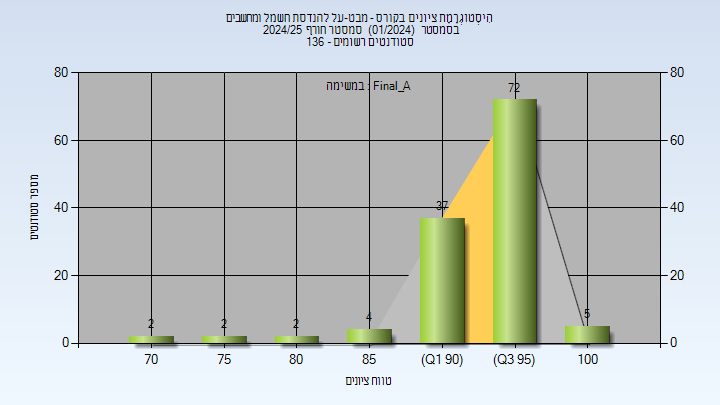 היסטוגרמת ציונים בקורס - מבט-על להנדסת חשמל ומחשבים
בסמסטר (01/2024) סמסטר חורף 2024/25
סטודנטים רשומים - 136
במשימה : Final_A
80 80
60 60
40 40
20 20
0 0
2 2 2 4 37 72 5
70 75 80 85 (Q1 90) (Q3 95) 100
מספר סטודנטים
טווח ציונים